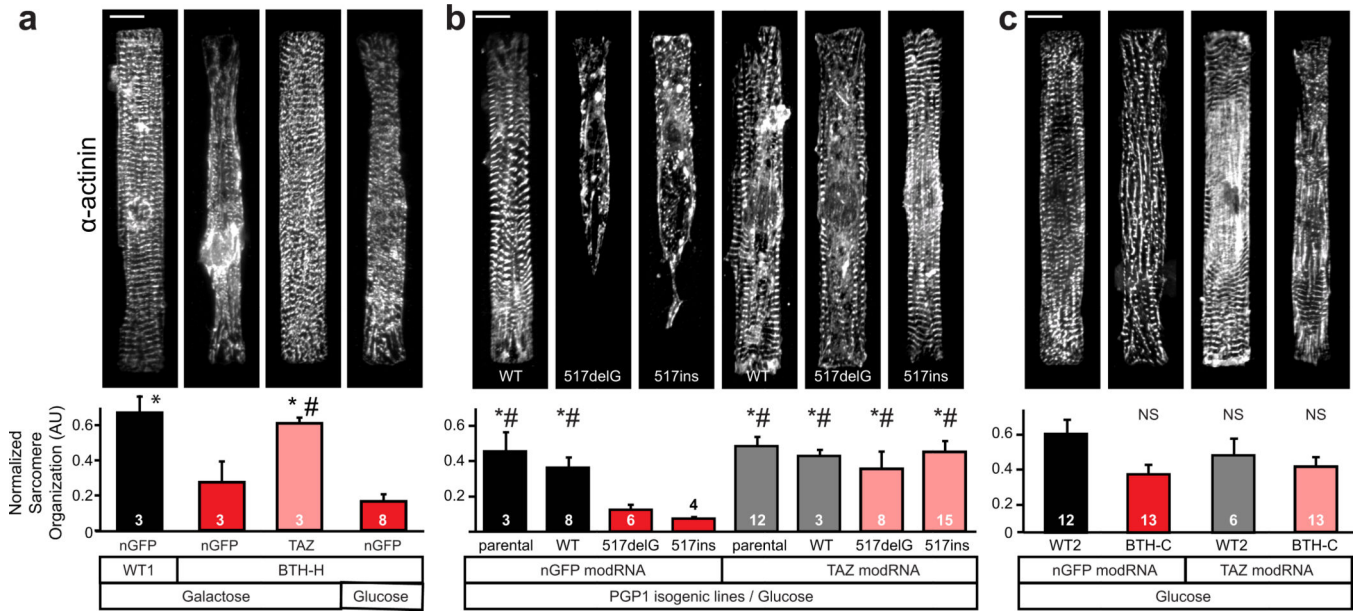 a
b
c
α-actinin
WT
517delG
517ins
WT
517delG
517ins
Normalized
Sarcomere
Organization (AU)
0.6
0.4
0.2
0
*
* #
3
3
3
8
nGFP
nGFP
TAZ
nGFP
WT1
BTH-H
Galactose
Glucose
0.6
0.4
0.2
*#
*#
*#
*#
*#
*#
3
8
6
4
12
3
8
15
parental
WT
517delG
517ins
parental
WT
517delG
517ins
nGFP modRNA
TAZ modRNA
PGP1 isogenic lines / Glucose
0.6
0.4
0.2
0
NS
NS
NS
12
13
6
13
WT2
BTH-C
WT2
BTH-C
nGFP modRNA
TAZ modRNA
Glucose